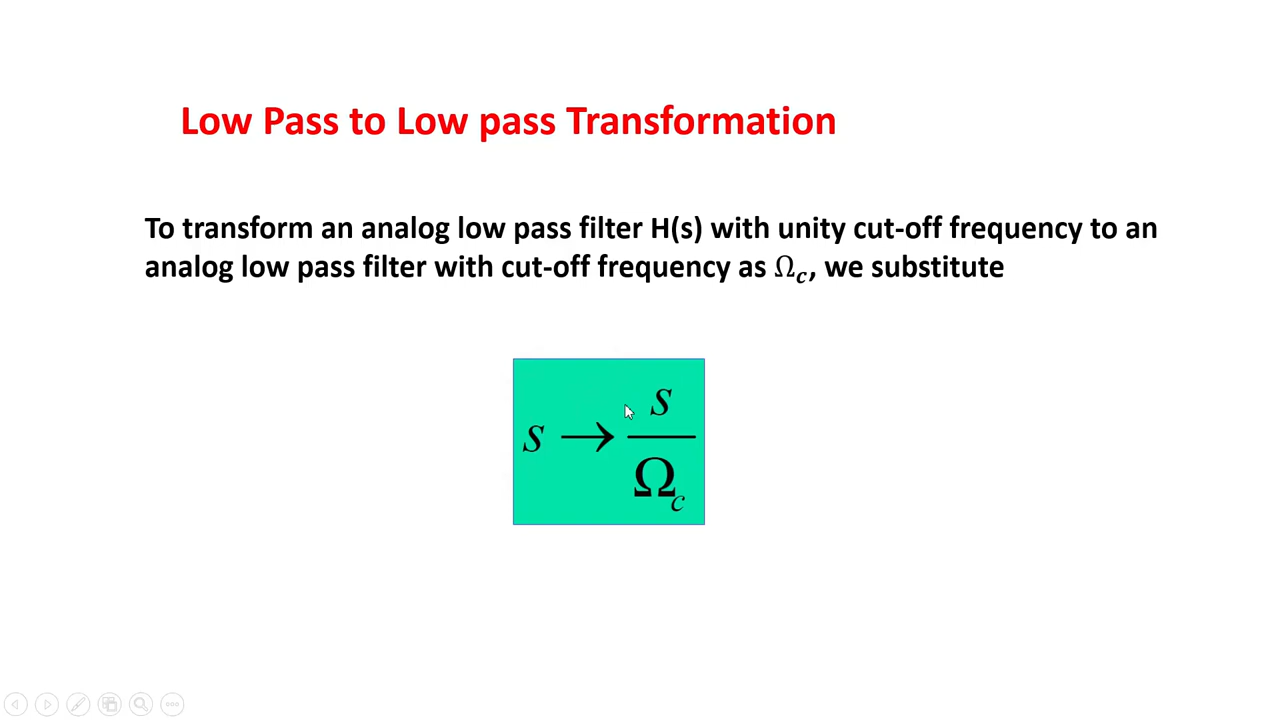 Low Pass to Low pass Transformation
To transform an analog low pass filter H(s) with unity cut-off frequency to an
analog low pass filter with cut-off frequency as Ω_c, we substitute
s → s/Ω_c